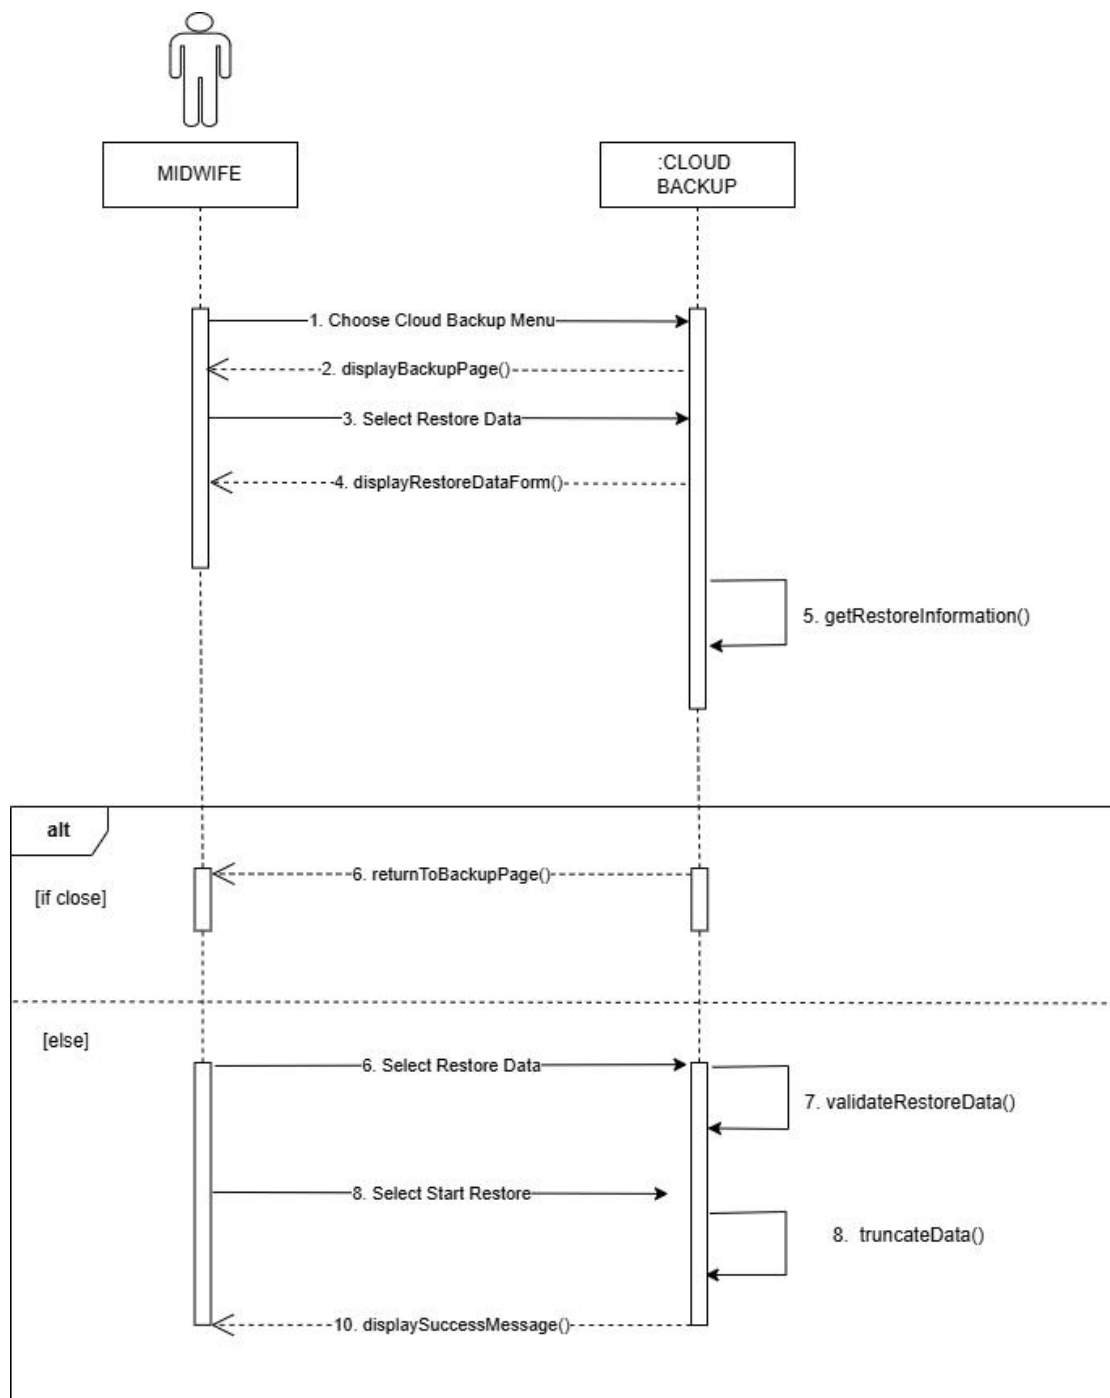 MIDWIFE
:CLOUD
BACKUP
1. Choose Cloud Backup Menu
2. displayBackupPage()
3. Select Restore Data
4. displayRestoreDataForm()
5. getRestoreInformation()
alt
6. returnToBackupPage()
[if close]
[else]
6. Select Restore Data
7. validateRestoreData()
8. Select Start Restore
8. truncateData()
10. displaySuccessMessage()